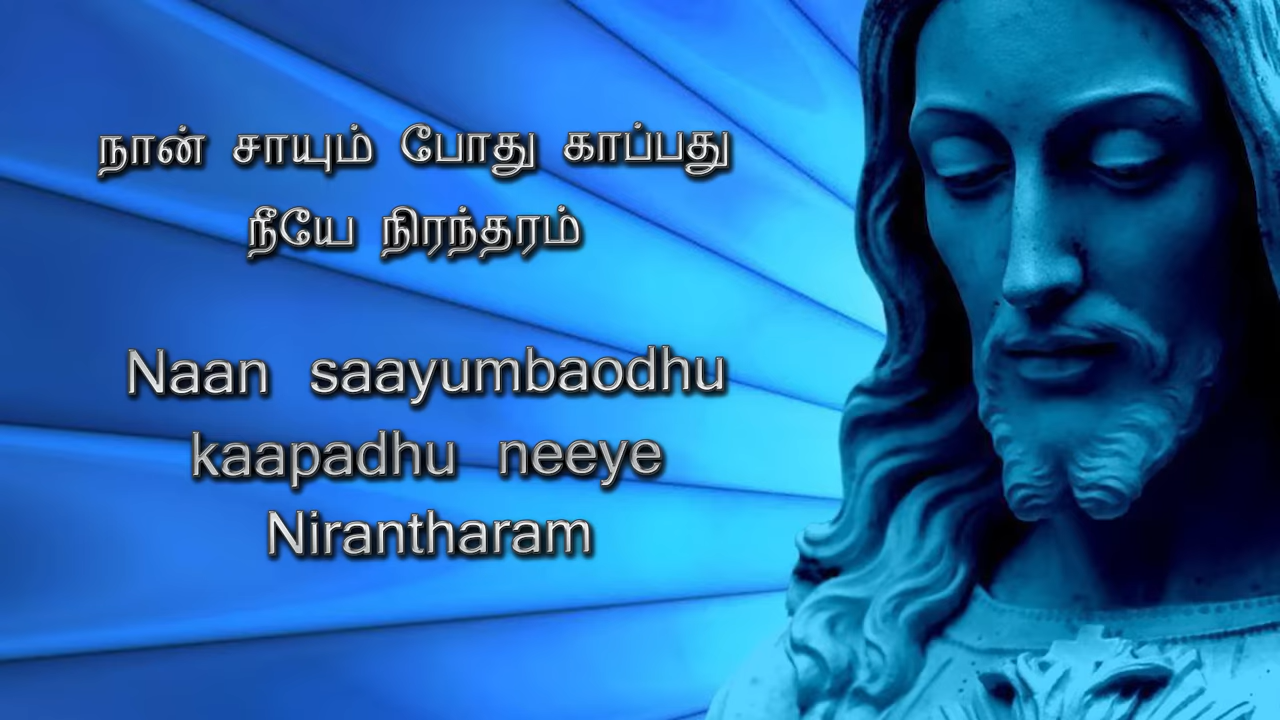 நான் சாயும் போது காப்பது
நீயே நிரந்தரம்
Naan saayumbaodhu
kaapadhu neeye
Nirantharam